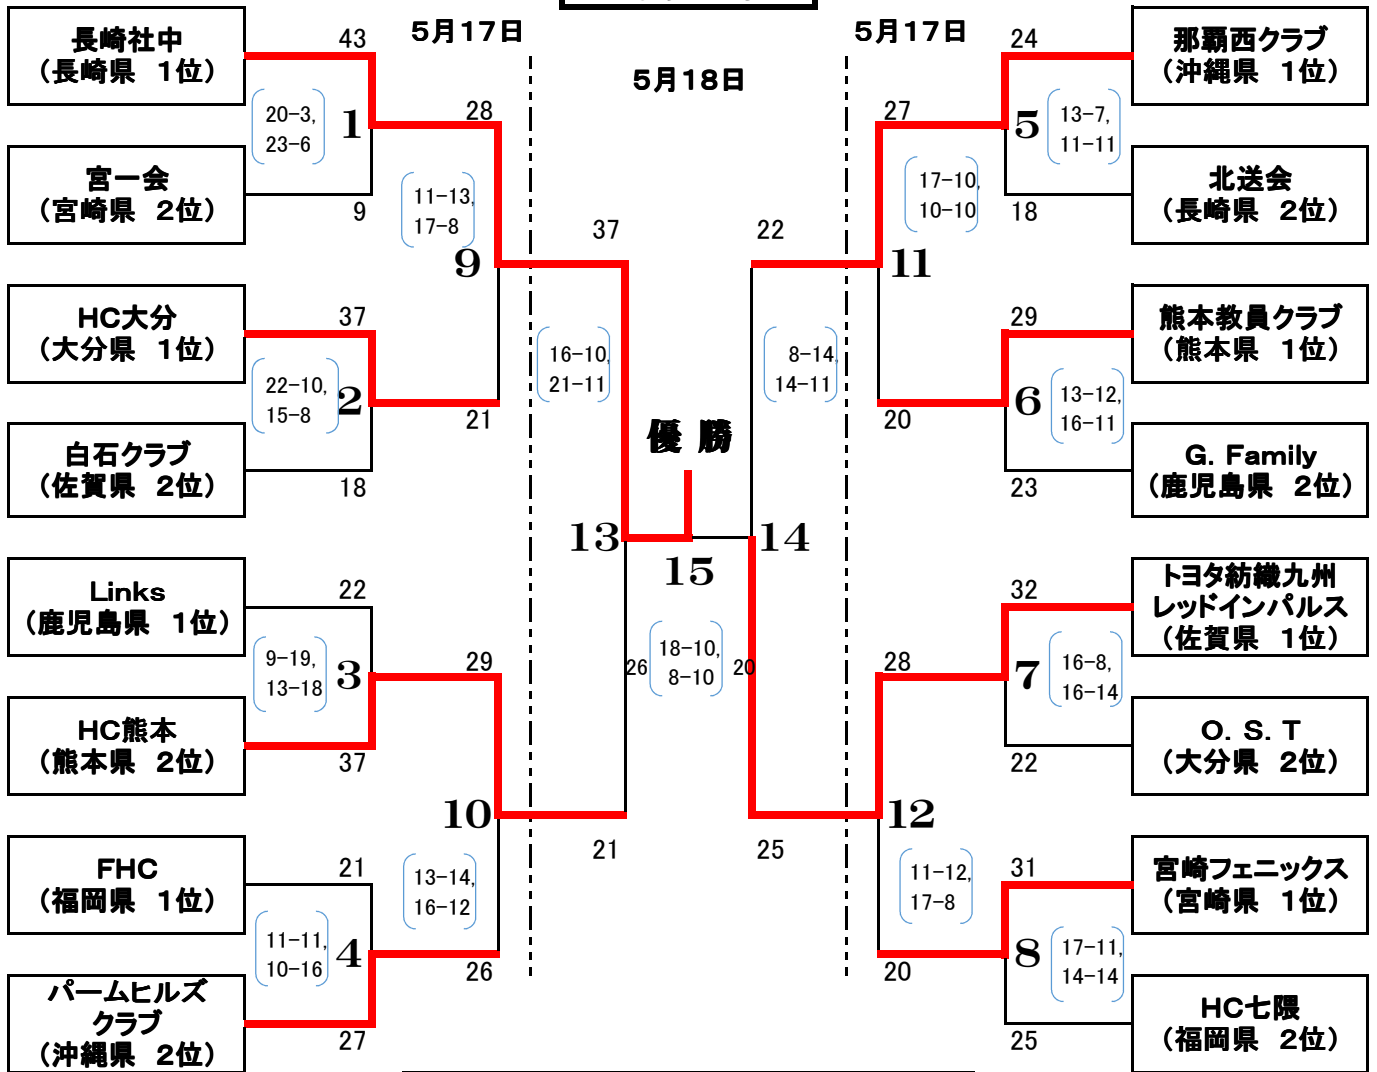 5月17日
5月17日
5月18日
長崎社中
（長崎県　1位）
43
20-3,
23-6
1
28
宮一会
（宮崎県　2位）
9
11-13,
17-8
9
37
HC大分
（大分県　1位）
37
22-10,
15-8
2
21
16-10,
21-11
白石クラブ
（佐賀県　2位）
18
Links
（鹿児島県　1位）
22
9-19,
13-18
3
29
HC熊本
（熊本県　2位）
37
10
21
FHC
（福岡県　1位）
21
13-14,
16-12
11-11,
10-16
4
26
パームヒルズ
クラブ
（沖縄県　2位）
27
優 勝
13
14
15
26
18-10,
8-10
20
24
那覇西クラブ
（沖縄県　1位）
27
5
13-7,
11-11
17-10,
10-10
18
北送会
（長崎県　2位）
22
11
8-14,
14-11
29
熊本教員クラブ
（熊本県　1位）
20
6
13-12,
16-11
23
G. Family
（鹿児島県　2位）
32
トヨタ紡織九州
レッドインパルス
（佐賀県　1位）
28
7
16-8,
16-14
22
O. S. T
（大分県　2位）
12
25
11-12,
17-8
31
宮崎フェニックス
（宮崎県　1位）
20
8
17-11,
14-14
25
HC七隈
（福岡県　2位）